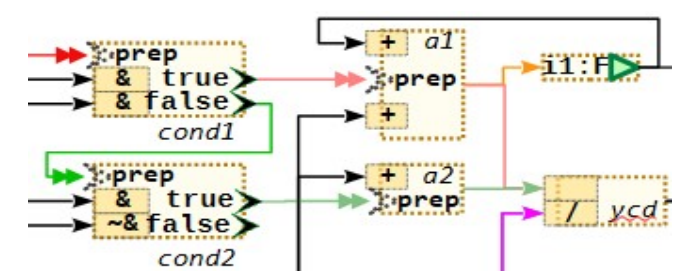 prep
& true
& false
cond1
prep
& true
~& false
cond2
+ a1
prep
+
+ a2
prep
i1:F
/ ycd